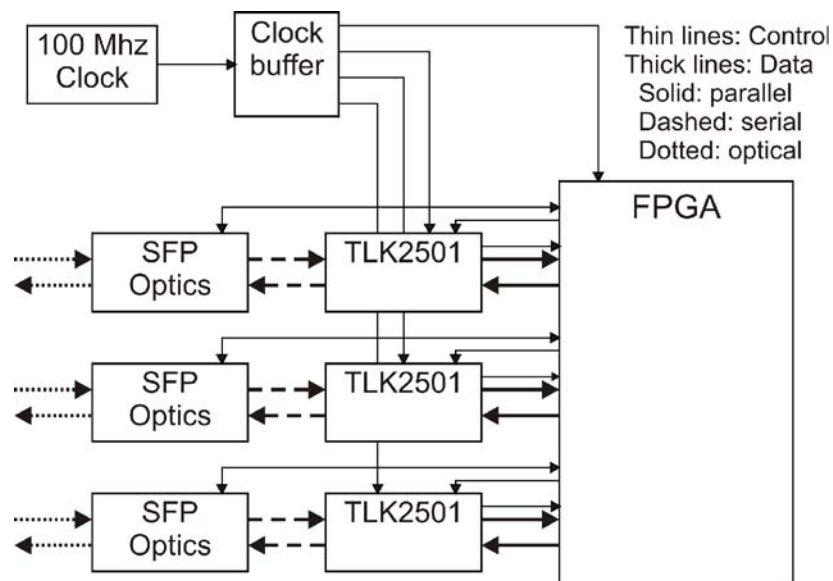 100 Mhz
Clock
Clock
buffer
Thin lines: Control
Thick lines: Data
Solid: parallel
Dashed: serial
Dotted: optical
FPGA
SFP
Optics
TLK2501
SFP
Optics
TLK2501
SFP
Optics
TLK2501